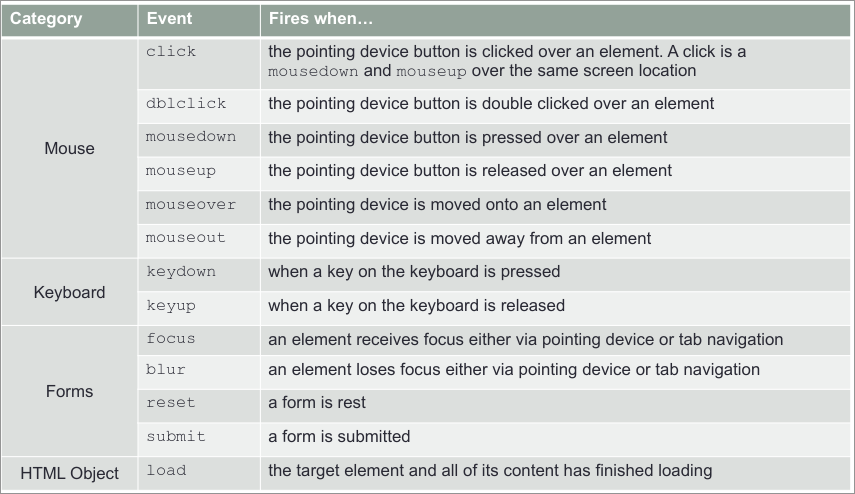 Category Event Fires when…
Mouse
click the pointing device button is clicked over an element. A click is a
mousedown and mouseup over the same screen location
dblclick the pointing device button is double clicked over an element
mousedown the pointing device button is pressed over an element
mouseup the pointing device button is released over an element
mouseover the pointing device is moved onto an element
mouseout the pointing device is moved away from an element
Keyboard
keydown when a key on the keyboard is pressed
keyup when a key on the keyboard is released
Forms
focus an element receives focus either via pointing device or tab navigation
blur an element loses focus either via pointing device or tab navigation
reset a form is rest
submit a form is submitted
HTML Object load the target element and all of its content has finished loading